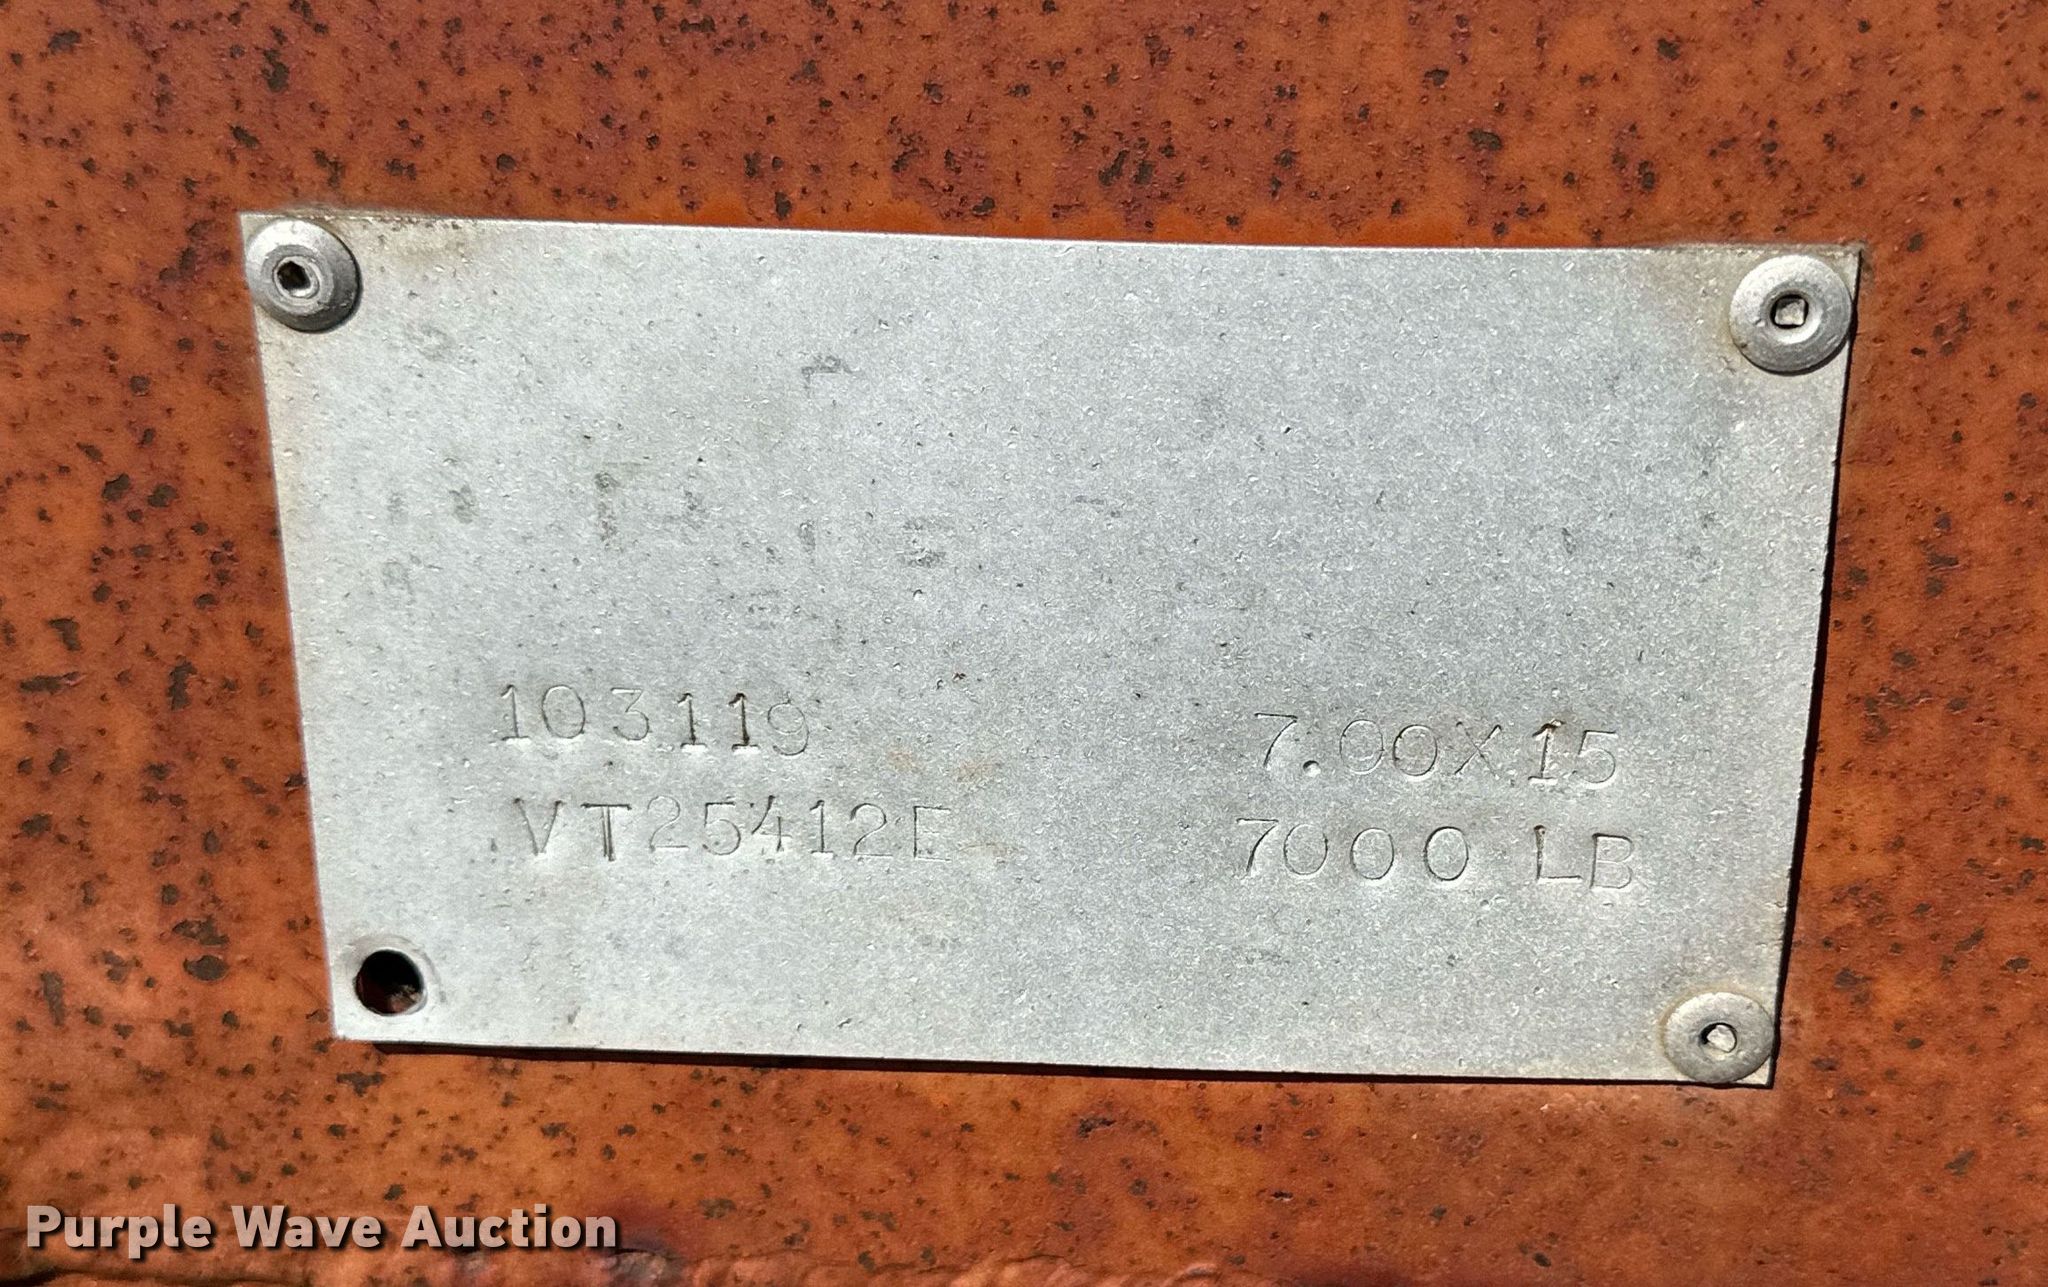 103119 7.00X15
VT25412E 7000 LB
Purple Wave Auction